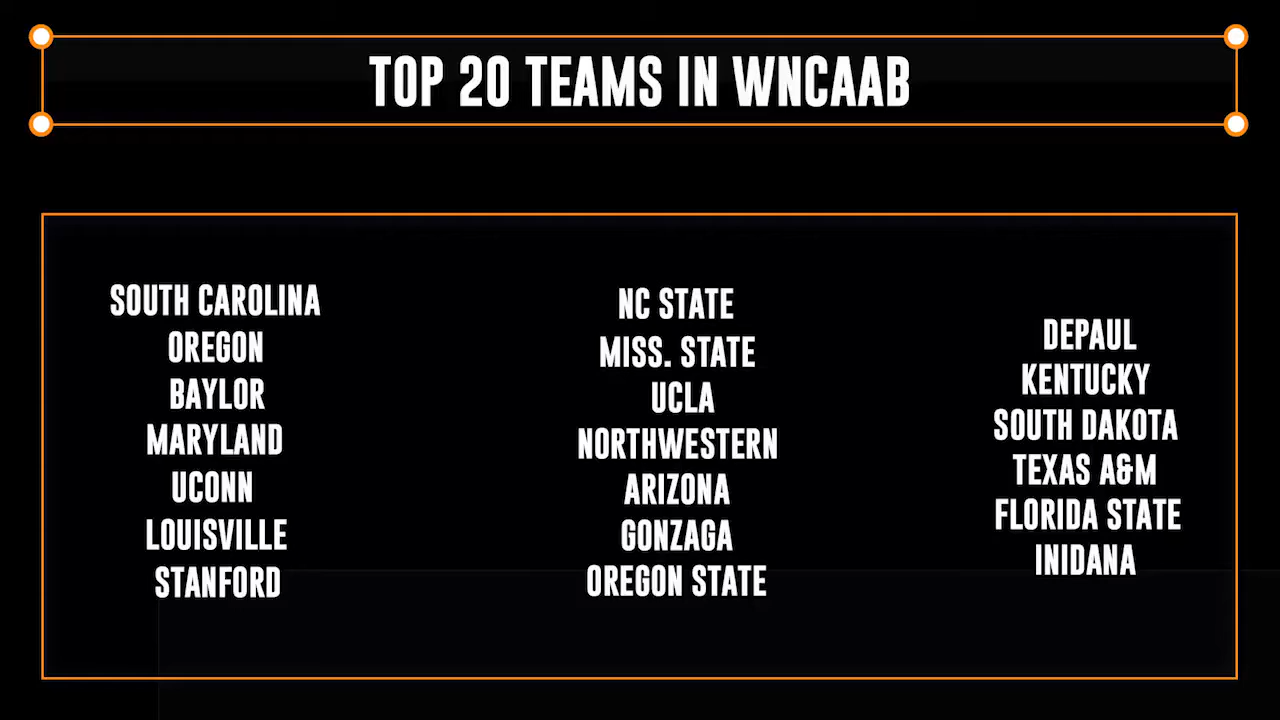 TOP 20 TEAMS IN WNCAAB
SOUTH CAROLINA
OREGON
BAYLOR
MARYLAND
UCONN
LOUISVILLE
STANFORD
NC STATE
MISS. STATE
UCLA
NORTHWESTERN
ARIZONA
GONZAGA
OREGON STATE
DEPAUL
KENTUCKY
SOUTH DAKOTA
TEXAS A&M
FLORIDA STATE
INIDANA